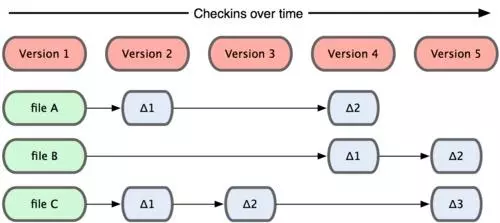 Checkins over time
Version 1 Version 2 Version 3 Version 4 Version 5
file A Δ1 Δ2
file B Δ1 Δ2
file C Δ1 Δ2 Δ3